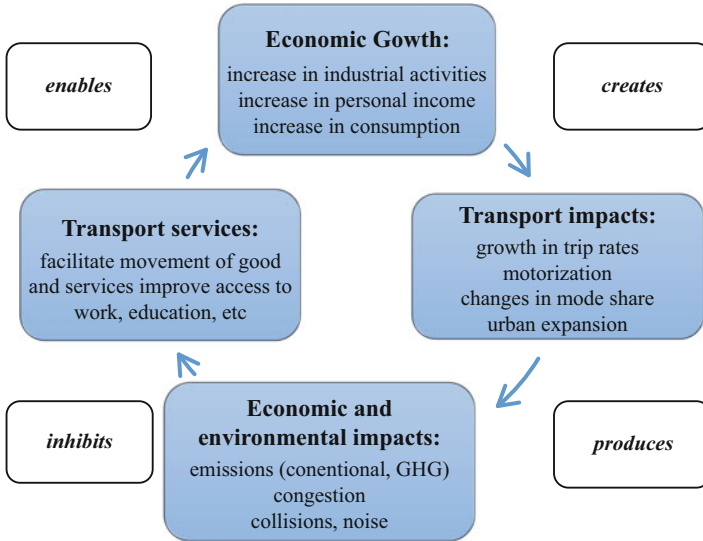 Economic Gowth:
increase in industrial activities
increase in personal income
increase in consumption
enables
creates
Transport services:
facilitate movement of good
and services improve access to
work, education, etc
Transport impacts:
growth in trip rates
motorization
changes in mode share
urban expansion
Economic and
environmental impacts:
emissions (conentional, GHG)
congestion
collisions, noise
inhibits
produces